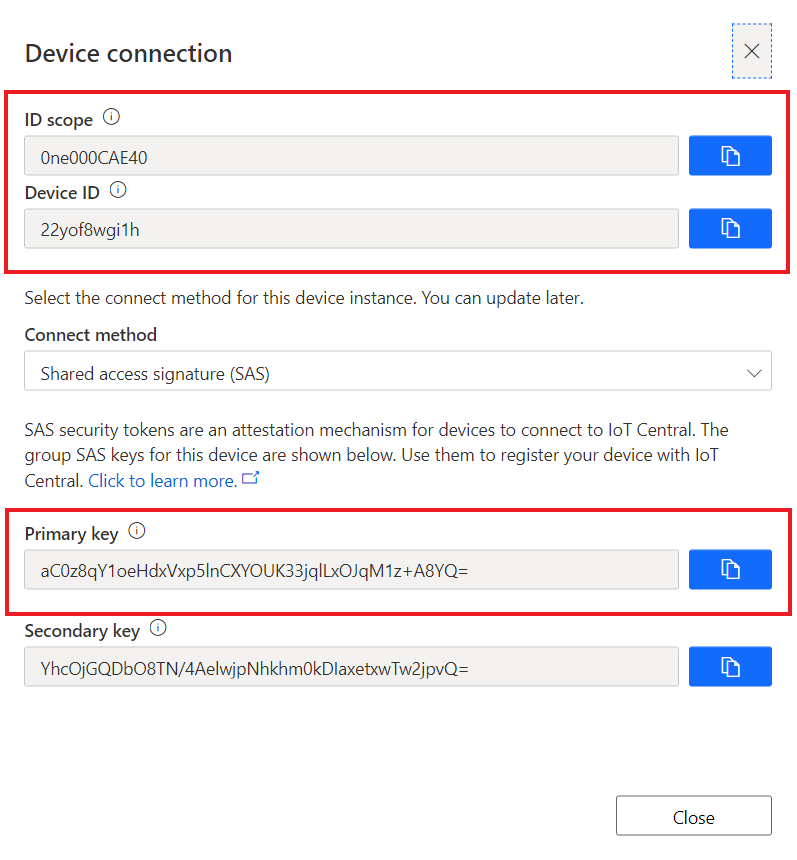 Device connection
ID scope
0ne000CAE40
Device ID
22yof8wgi1h
Select the connect method for this device instance. You can update later.
Connect method
Shared access signature (SAS)
SAS security tokens are an attestation mechanism for devices to connect to IoT Central. The
group SAS keys for this device are shown below. Use them to register your device with IoT
Central. Click to learn more.
Primary key
aC0z8qY1oeHdxVxp5lnCXYOUK33jqlLxOJqM1z+A8YQ=
Secondary key
YhcOjGQDbO8TN/4AelwjpNhkhm0kDIaxetxwTw2jpvQ=
Close